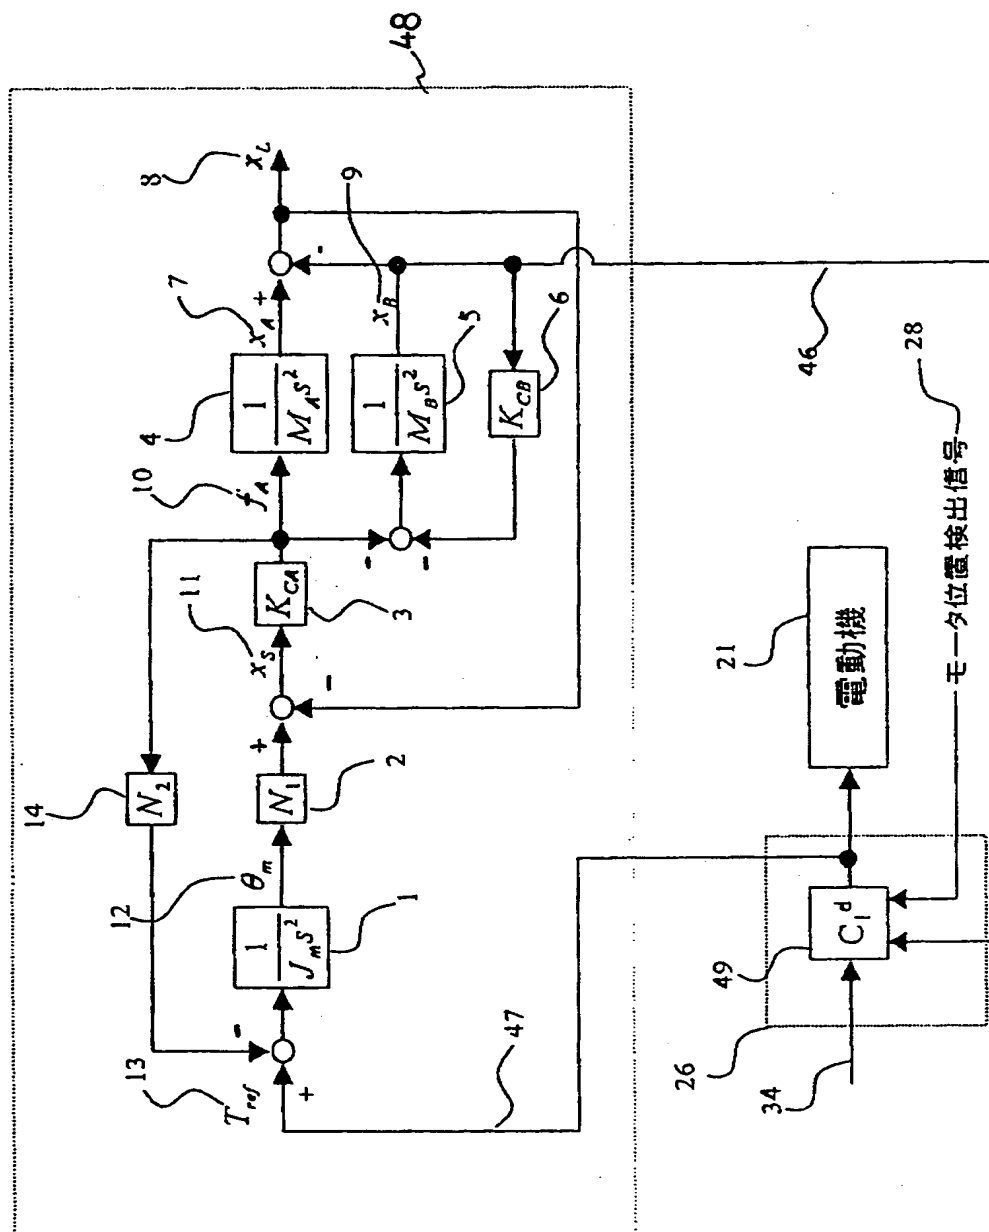 48
8
x_L
9
7
x_A
+
-
x_B
6
4
1
M_A S^2
5
1
M_B S^2
K_CB
46
28
10
f_A
-
-
11
x_S
K_CA
3
-
+
14
N_2
N_1
2
12
θ_m
1
J_m S^2
1
-
13
T_ref
+
47
モータ位置検出信号
21
電動機
49
C_1^d
26
34